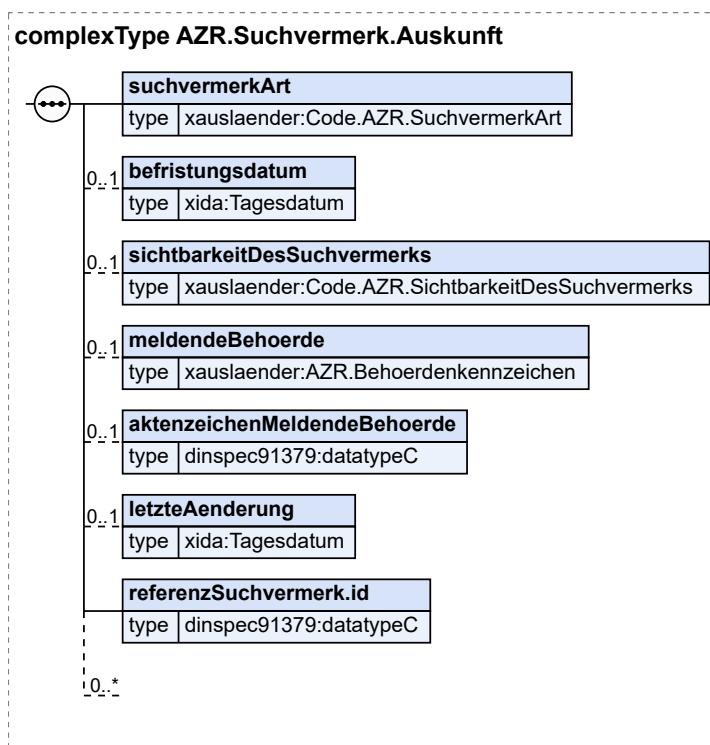 complexType AZR.Suchvermerk.Auskunft
suchvermerkArt
type xauslaender:Code.AZR.SuchvermerkArt
0..1 befristungsdatum
type xida:Tagesdatum
0..1 sichtbarkeitDesSuchvermerks
type xauslaender:Code.AZR.SichtbarkeitDesSuchvermerks
0..1 meldendeBehoerde
type xauslaender:AZR.Behoerdenkennzeichen
0..1 aktenzeichenMeldendeBehoerde
type dinspec91379:datatypeC
0..1 letzteAenderung
type xida:Tagesdatum
referenzSuchvermerk.id
type dinspec91379:datatypeC
0..*